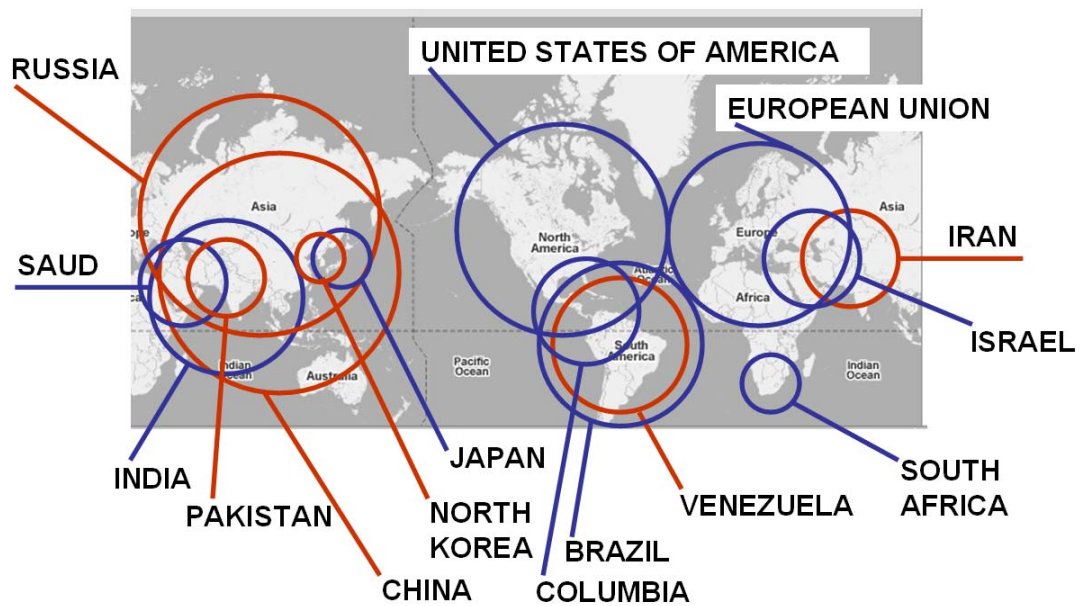 UNITED STATES OF AMERICA
RUSSIA
EUROPEAN UNION
Asia
Asia
North
America
Europe
IRAN
SAUD
Atlantic
Ocean
Africa
ISRAEL
South
America
Indian
Ocean
Australia
Pacific
Ocean
Indian
Ocean
JAPAN
INDIA
SOUTH
AFRICA
PAKISTAN
NORTH
KOREA
VENEZUELA
BRAZIL
CHINA
COLUMBIA